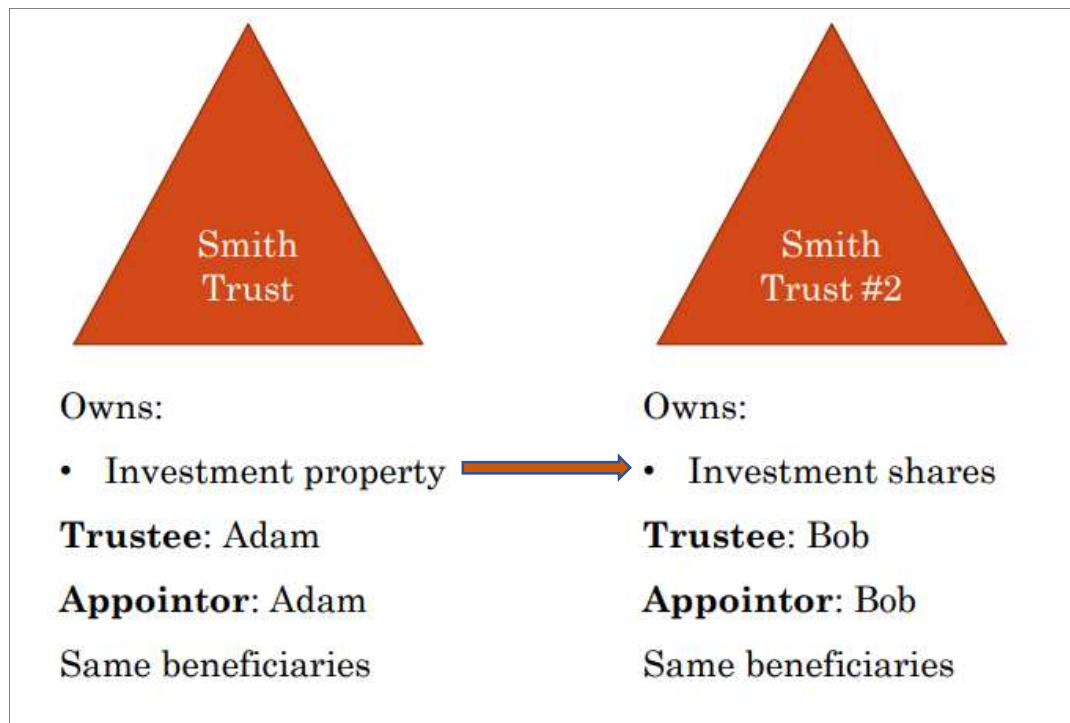 Smith
Trust
Owns:
• Investment property
Trustee: Adam
Appointor: Adam
Same beneficiaries
Smith
Trust #2
Owns:
• Investment shares
Trustee: Bob
Appointor: Bob
Same beneficiaries